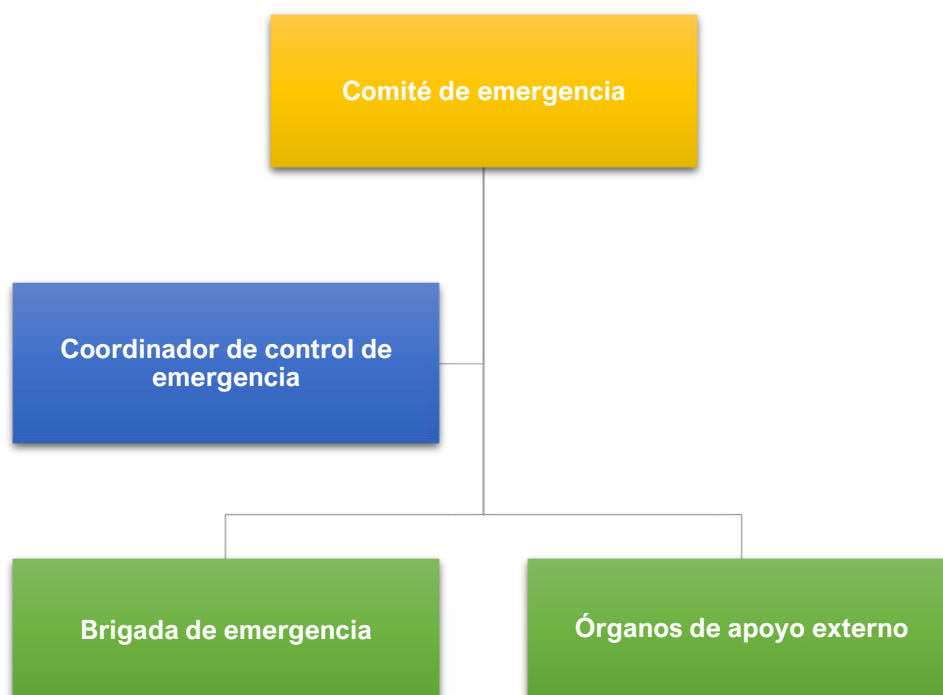 Comité de emergencia
Coordinador de control de
emergencia
Brigada de emergencia
Órganos de apoyo externo